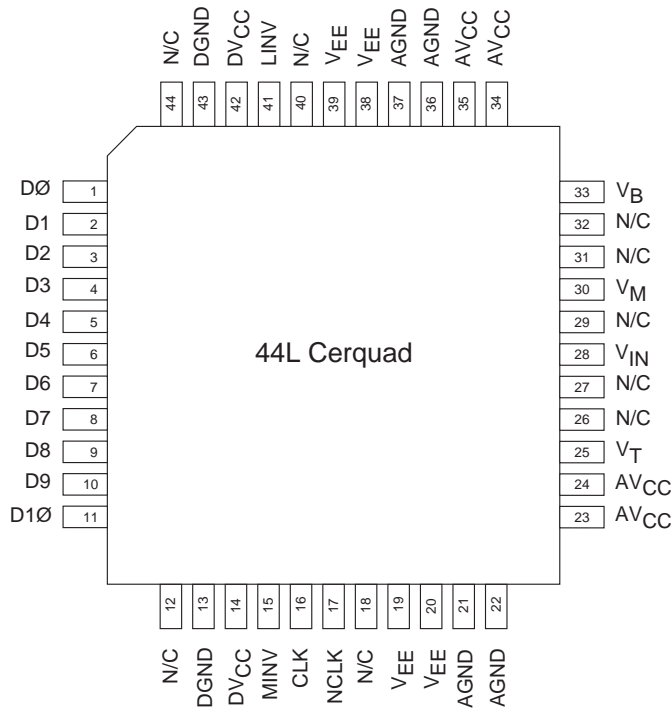 N/C DGND DVCC LINV N/C VEE VEE AGND AGND AVCC AVCC
44 43 42 41 40 39 38 37 36 35 34
DØ 1 33 VB
D1 2 32 N/C
D2 3 31 N/C
D3 4 30 VM
D4 5 29 N/C
D5 6 44L Cerquad 28 VIN
D6 7 27 N/C
D7 8 26 N/C
D8 9 25 VT
D9 10 24 AVCC
D1Ø 11 23 AVCC
12 13 14 15 16 17 18 19 20 21 22
N/C DGND DVCC MINV CLK NCLK N/C VEE VEE AGND AGND